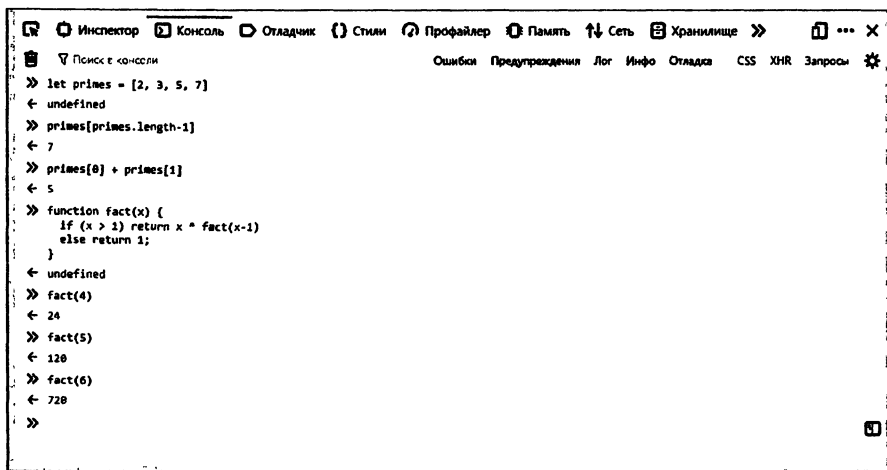 Инспектор Консоль Отладчик {} Стили Профайлер Память Сеть Хранилище
Поиск в консоли Ошибки Предупреждения Лог Инфо Отладка CSS XHR Запросы
» let primes = [2, 3, 5, 7]
← undefined
» primes[primes.length-1]
← 7
» primes[0] + primes[1]
← 5
» function fact(x) {
if (x > 1) return x * fact(x-1)
else return 1;
}
← undefined
» fact(4)
← 24
» fact(5)
← 120
» fact(6)
← 720
»